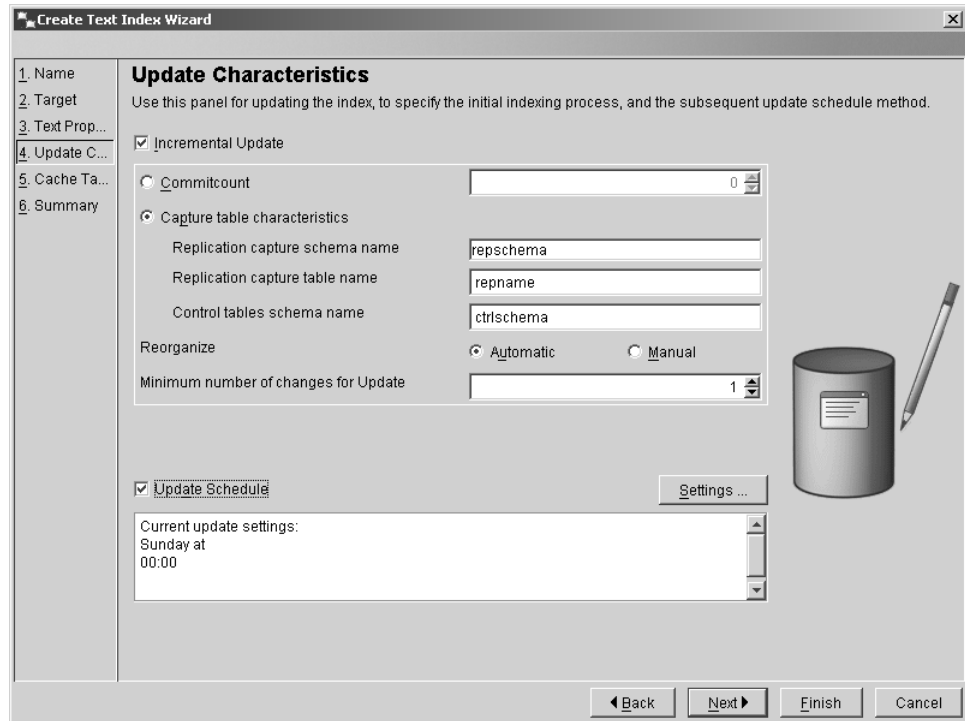 Create Text Index Wizard
1. Name
2. Target
3. Text Prop...
4. Update C...
5. Cache Ta...
6. Summary
Update Characteristics
Use this panel for updating the index, to specify the initial indexing process, and the subsequent update schedule method.
Incremental Update
Commitcount 0
Capture table characteristics
Replication capture schema name repschema
Replication capture table name repname
Control tables schema name ctrlschema
Reorganize Automatic Manual
Minimum number of changes for Update 1
Update Schedule Settings ...
Current update settings:
Sunday at
00:00
Back Next Finish Cancel